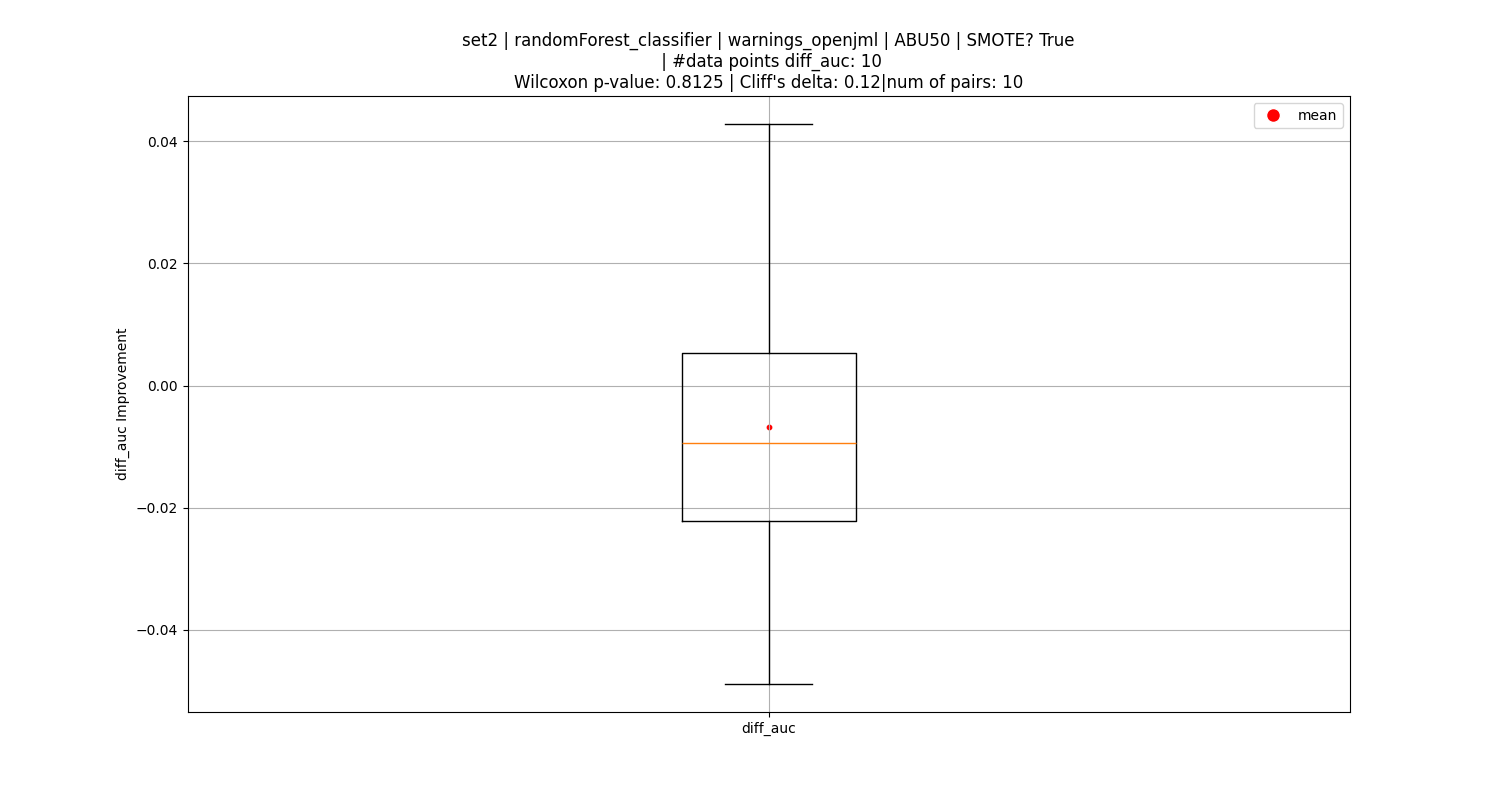 set2 | randomForest_classifier | warnings_openjml | ABU50 | SMOTE? True
| #data points diff_auc: 10
Wilcoxon p-value: 0.8125 | Cliff's delta: 0.12|num of pairs: 10
mean
0.04
0.02
0.00
−0.02
−0.04
diff_auc Improvement
diff_auc